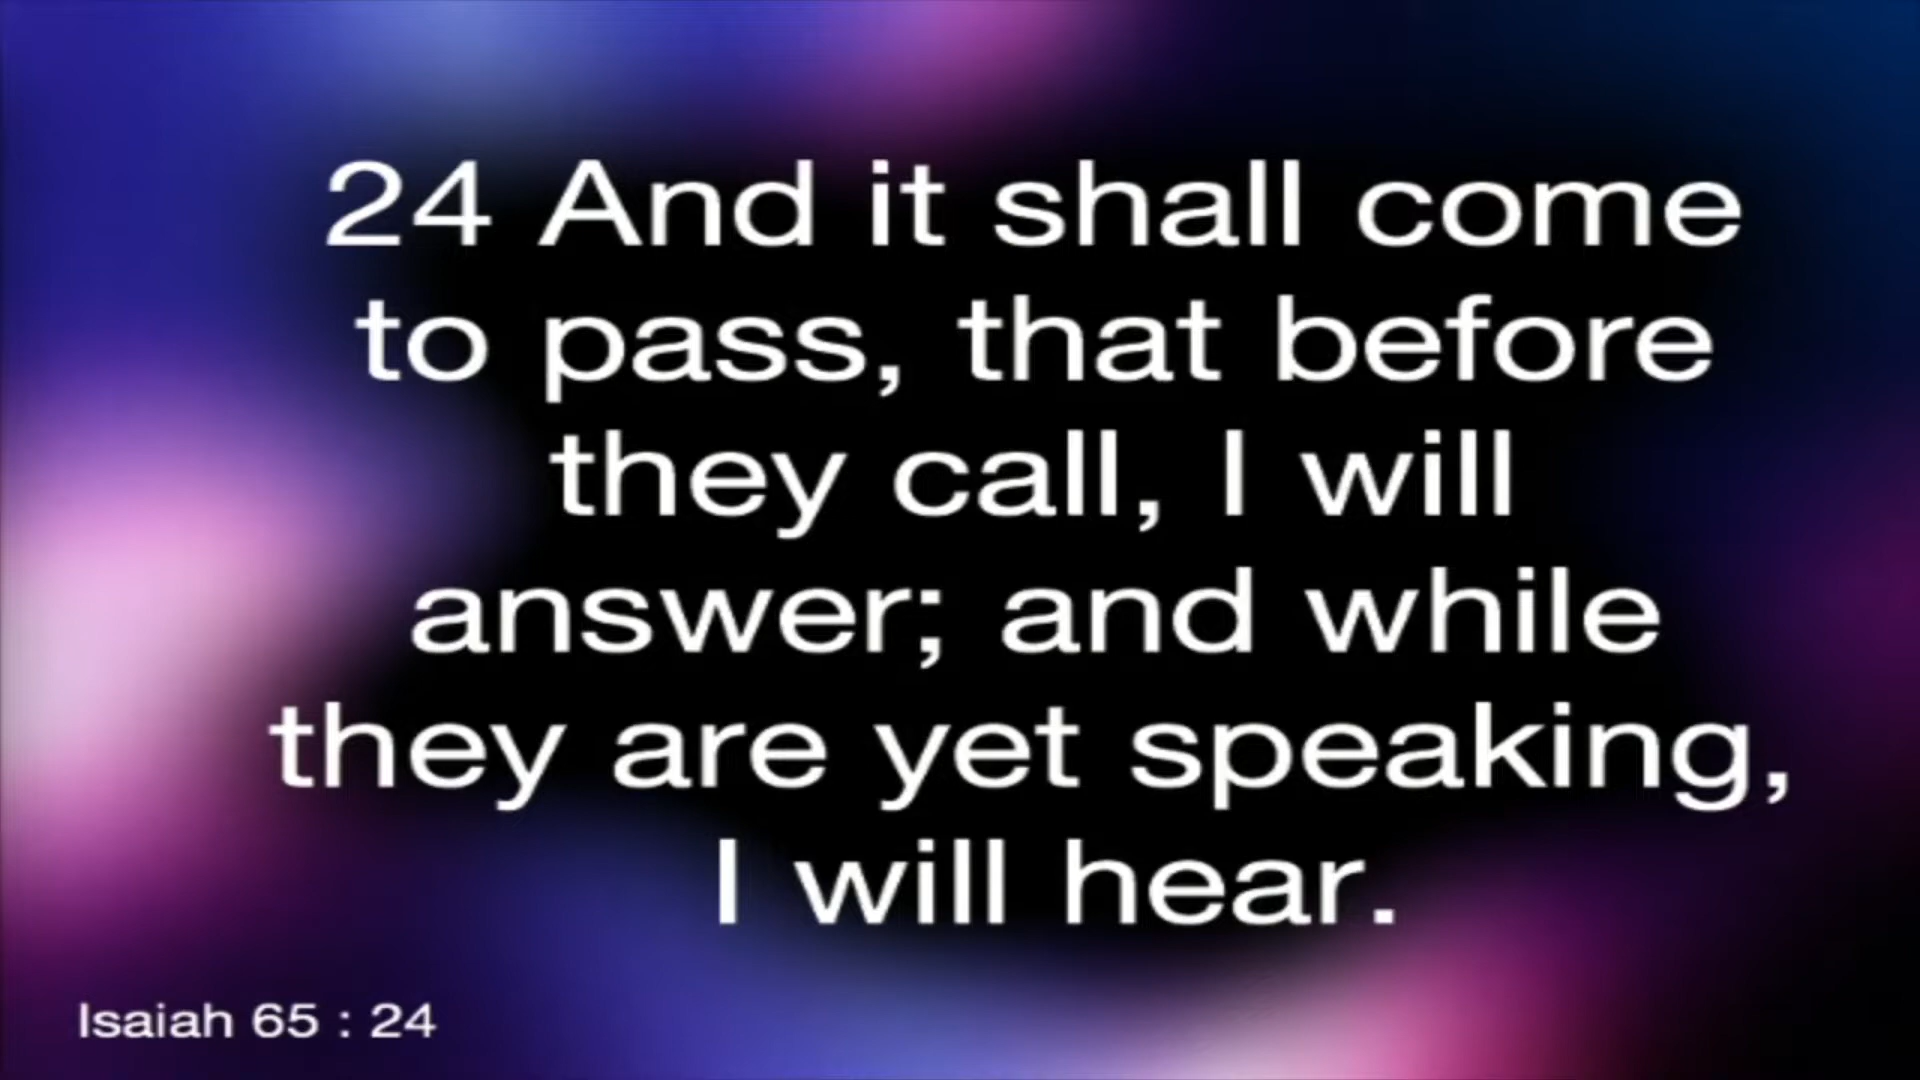 24 And it shall come
to pass, that before
they call, I will
answer; and while
they are yet speaking,
I will hear.
Isaiah 65 : 24